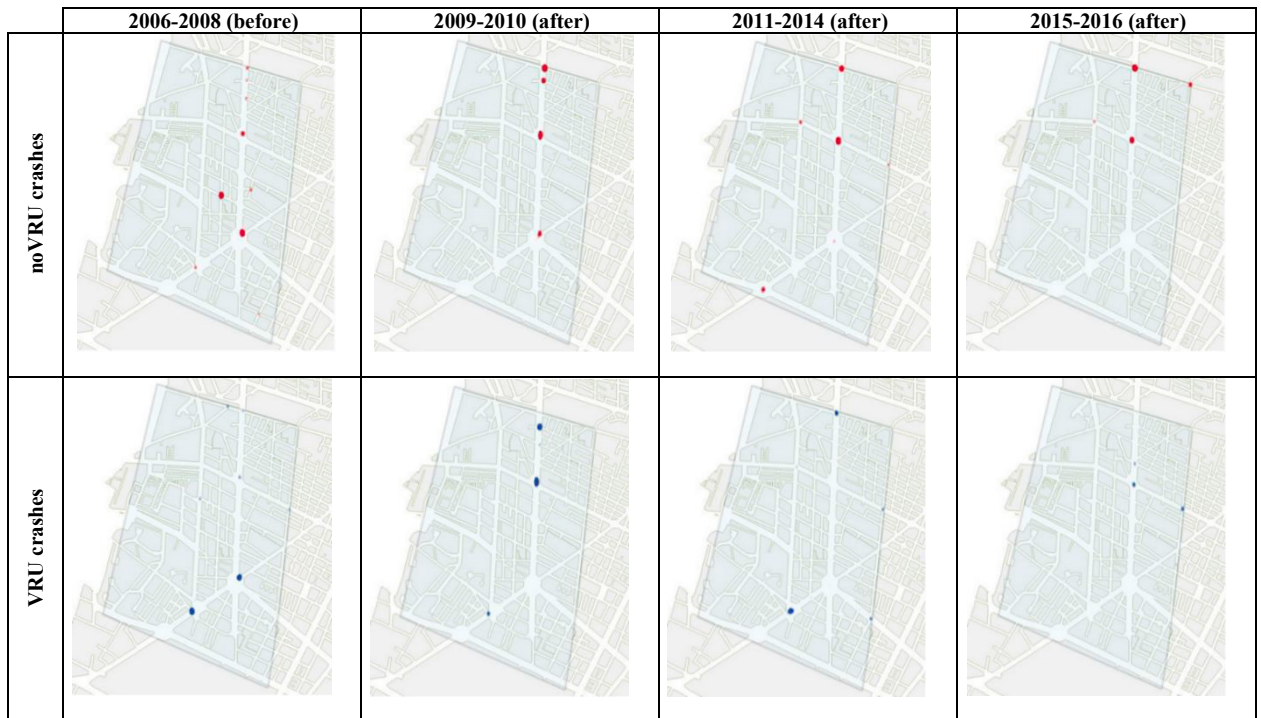 2006-2008 (before) 2009-2010 (after) 2011-2014 (after) 2015-2016 (after)
noVRU crashes
VRU crashes